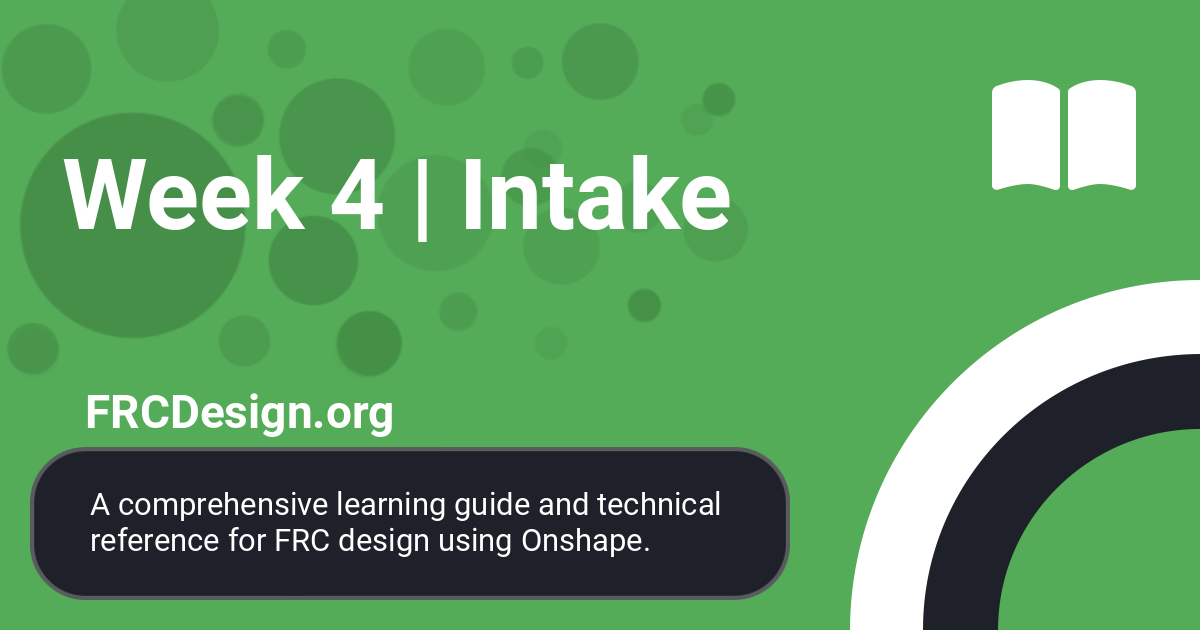 Week 4 | Intake
FRCDesign.org
A comprehensive learning guide and technical
reference for FRC design using Onshape.